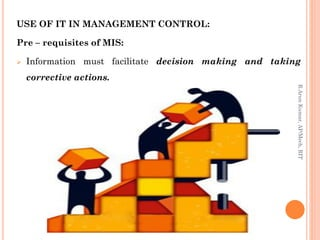 USE OF IT IN MANAGEMENT CONTROL:
Pre – requisites of MIS:
Information must facilitate decision making and taking
corrective actions.
R.Arun Kumar, AP/Mech, RIT